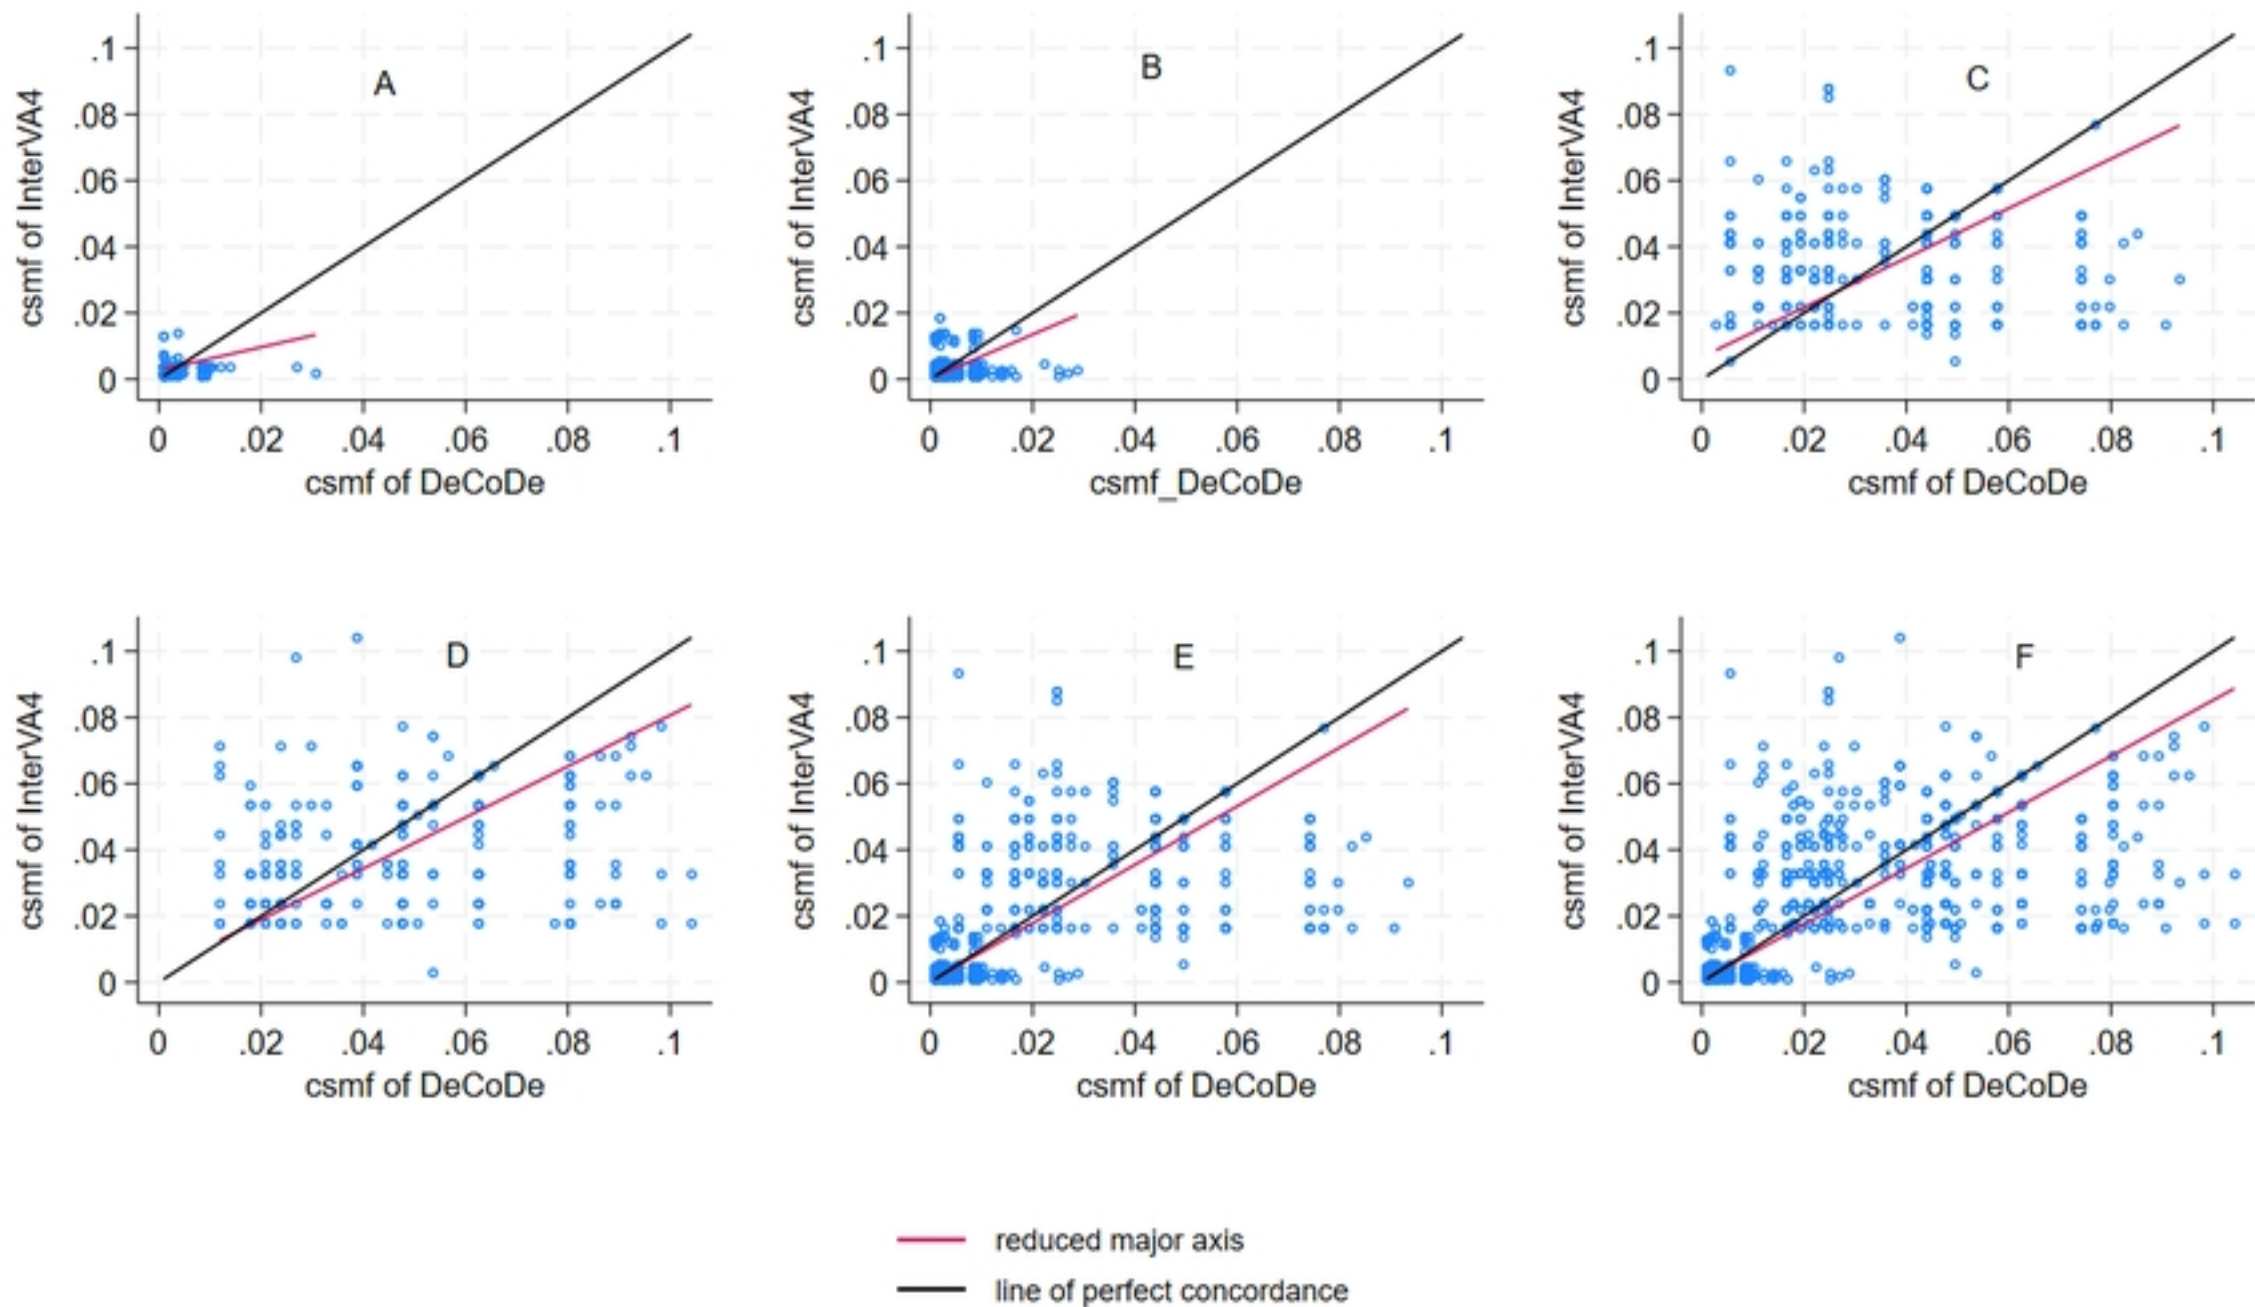 A
csmf of InterVA4
.1
.08
.06
.04
.02
0
0 .02 .04 .06 .08 .1
csmf of DeCoDe
B
csmf of InterVA4
.1
.08
.06
.04
.02
0
0 .02 .04 .06 .08 .1
csmf_DeCoDe
C
csmf of InterVA4
.1
.08
.06
.04
.02
0
0 .02 .04 .06 .08 .1
csmf of DeCoDe
D
csmf of InterVA4
.1
.08
.06
.04
.02
0
0 .02 .04 .06 .08 .1
csmf of DeCoDe
E
csmf of InterVA4
.1
.08
.06
.04
.02
0
0 .02 .04 .06 .08 .1
csmf of DeCoDe
F
csmf of InterVA4
.1
.08
.06
.04
.02
0
0 .02 .04 .06 .08 .1
csmf of DeCoDe
reduced major axis
line of perfect concordance